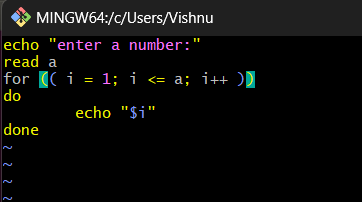 MINGW64:/c/Users/Vishnu
echo "enter a number:"
read a
for (( i = 1; i <= a; i++ ))
do
        echo "$i"
done
~
~
~
~